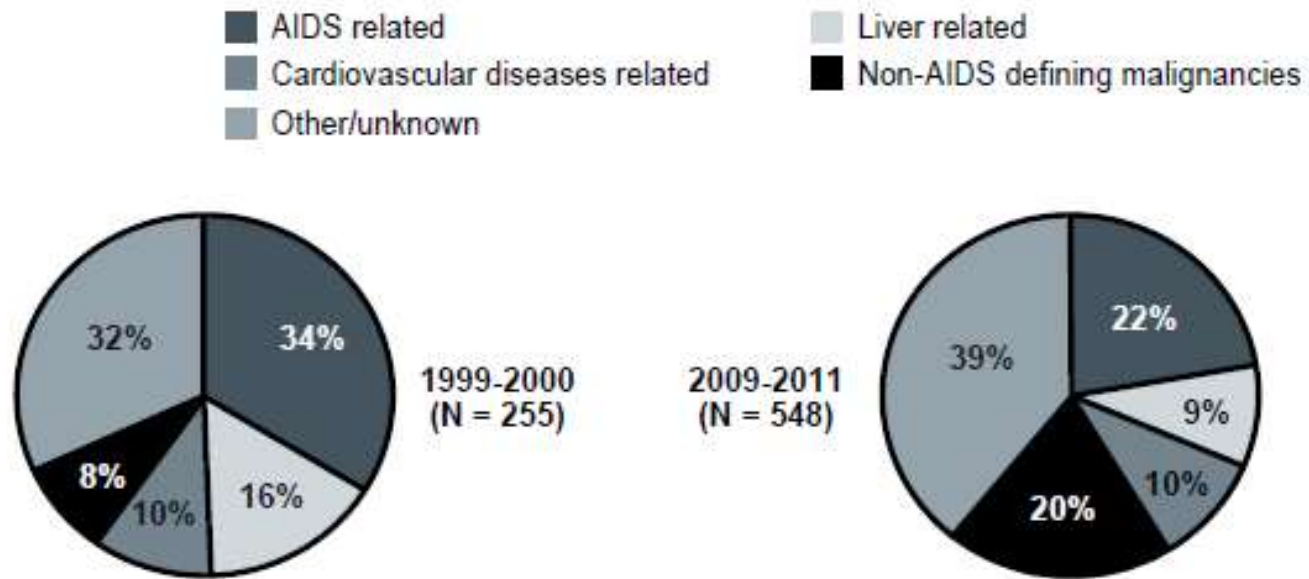 AIDS related
Cardiovascular diseases related
Other/unknown
Liver related
Non-AIDS defining malignancies
32%
34%
8%
10%
16%
1999-2000
(N = 255)
2009-2011
(N = 548)
39%
22%
9%
10%
20%